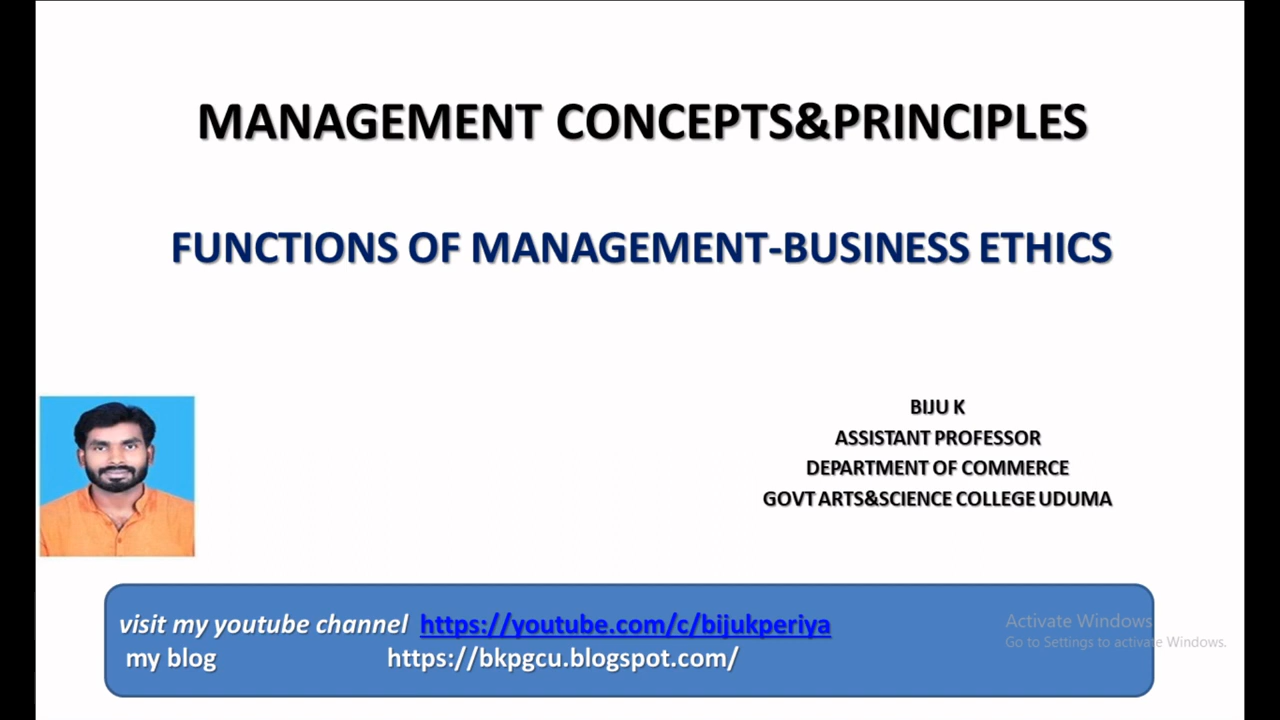 MANAGEMENT CONCEPTS&PRINCIPLES
FUNCTIONS OF MANAGEMENT-BUSINESS ETHICS
BIJU K
ASSISTANT PROFESSOR
DEPARTMENT OF COMMERCE
GOVT ARTS&SCIENCE COLLEGE UDUMA
visit my youtube channel https://youtube.com/c/bijukperiya
my blog https://bkpgcu.blogspot.com/
Activate Windows
Go to Settings to activate Windows.